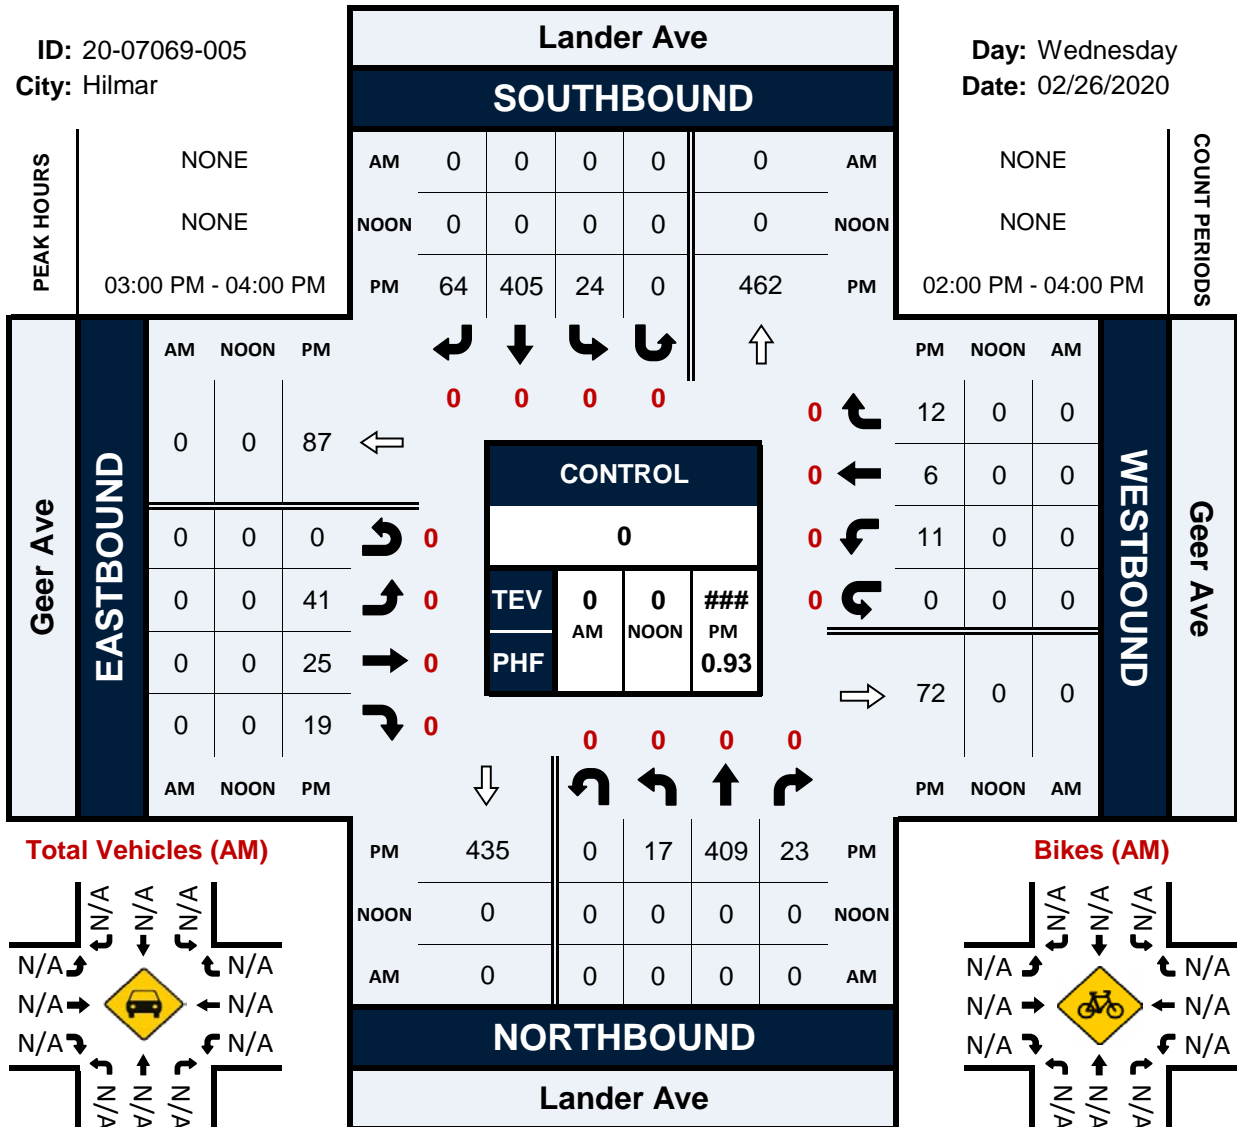 Lander Ave
ID: 20-07069-005
Day: Wednesday
City: Hilmar
Date: 02/26/2020
SOUTHBOUND
PEAK HOURS
NONE
AM 0 0 0 0 0 AM
NONE
COUNT PERIODS
NONE
NOON 0 0 0 0 0 NOON
NONE
03:00 PM - 04:00 PM
PM 64 405 24 0 462 PM
02:00 PM - 04:00 PM
AM NOON PM
PM NOON AM
0 0 0 0
0 12 0 0
0 0 87
CONTROL
0 6 0 0
Geer Ave
EASTBOUND
WESTBOUND
Geer Ave
0 0 0 0
0
0 11 0 0
0 0 41 0
TEV 0 0 ###
0 0 0 0
AM NOON PM
0 0 25 0
PHF 0.93
72 0 0
0 0 19 0
0 0 0 0
AM NOON PM
PM NOON AM
Total Vehicles (AM)
PM 435 0 17 409 23 PM
Bikes (AM)
NOON 0 0 0 0 0 NOON
AM 0 0 0 0 0 AM
N/A N/A N/A
N/A N/A
N/A N/A
N/A N/A
N/A N/A N/A
N/A N/A N/A
N/A N/A
N/A N/A
N/A N/A
N/A N/A N/A
NORTHBOUND
Lander Ave